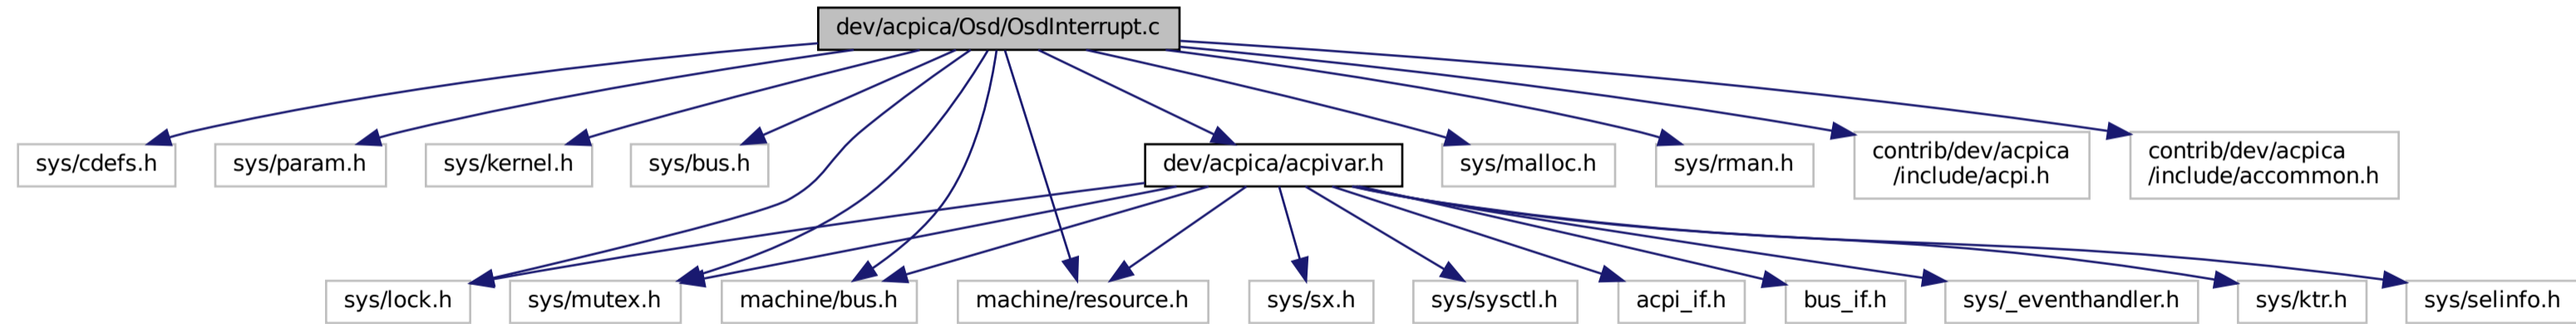 dev/acpica/Osd/OsdInterrupt.c
sys/cdefs.h
sys/param.h
sys/kernel.h
sys/bus.h
dev/acpica/acpivar.h
sys/malloc.h
sys/rman.h
contrib/dev/acpica
/include/acpi.h
contrib/dev/acpica
/include/accommon.h
sys/lock.h
sys/mutex.h
machine/bus.h
machine/resource.h
sys/sx.h
sys/sysctl.h
acpi_if.h
bus_if.h
sys/_eventhandler.h
sys/ktr.h
sys/selinfo.h